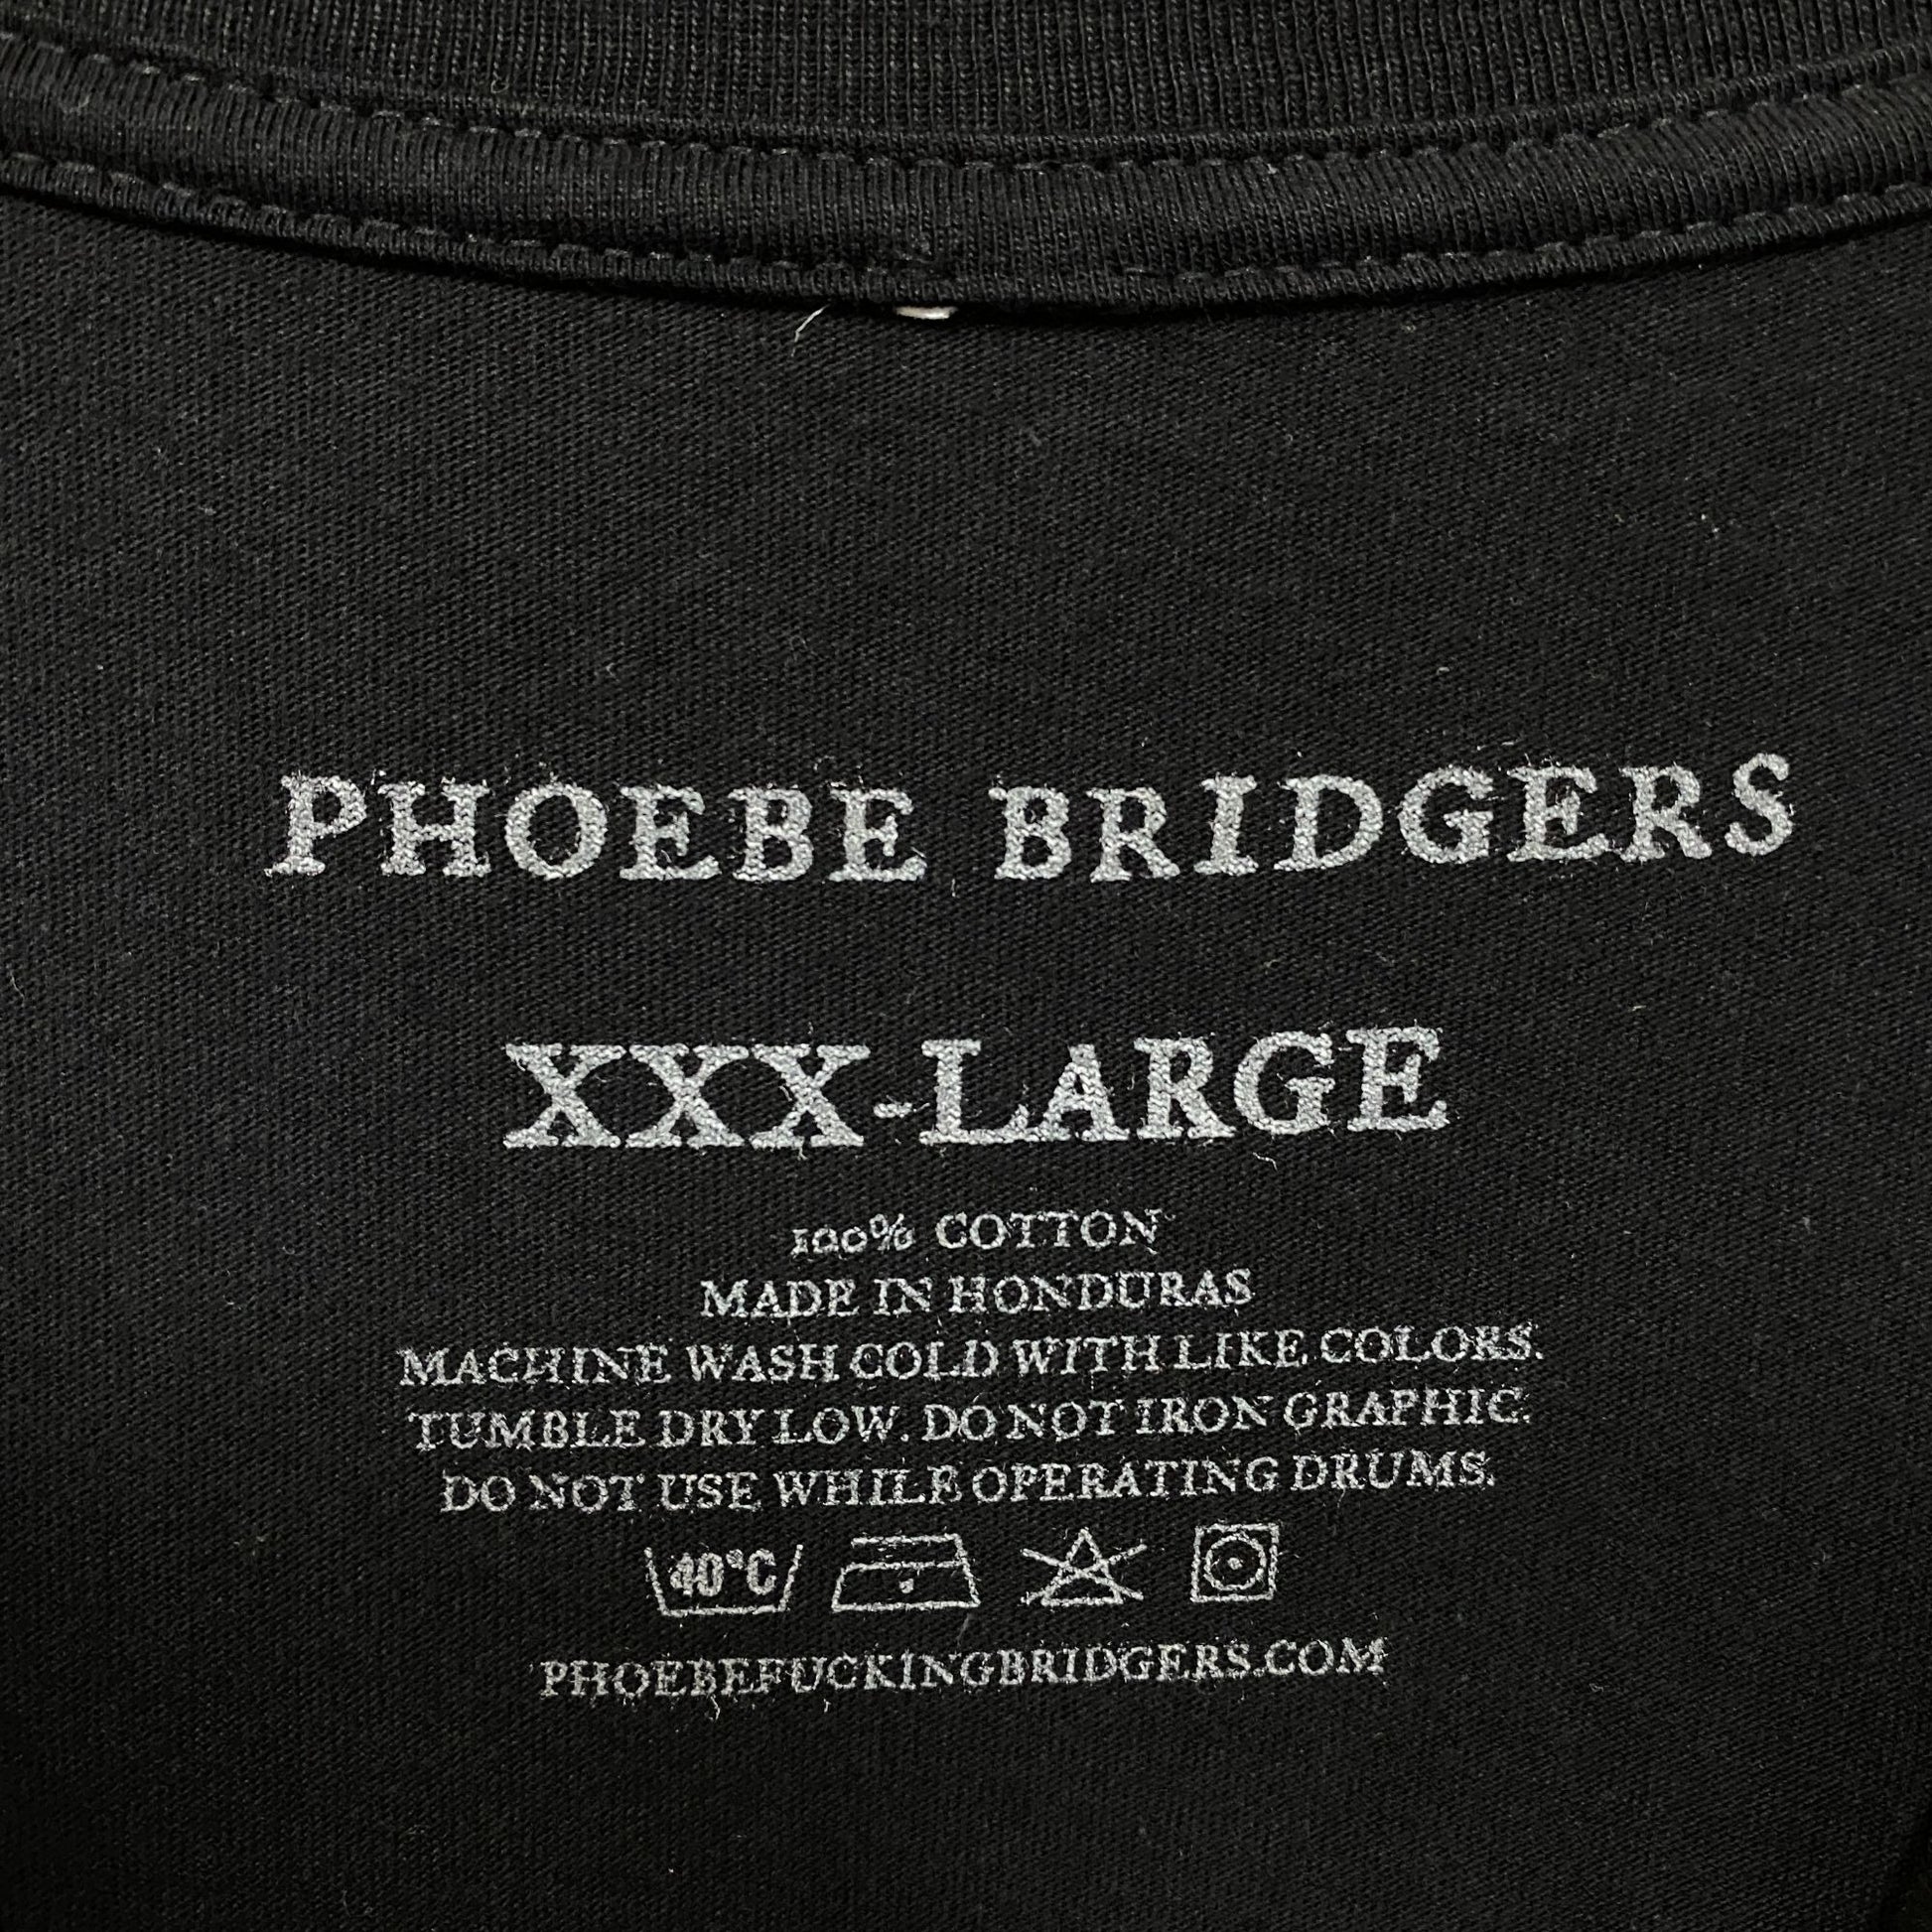 PHOEBE BRIDGERS
XXX-LARGE
100% COTTON
MADE IN HONDURAS
MACHINE WASH COLD WITH LIKE COLORS.
TUMBLE DRY LOW. DO NOT IRON GRAPHIC.
DO NOT USE WHILE OPERATING DRUMS.
40°C
PHOEBEFUCKINGBRIDGERS.COM